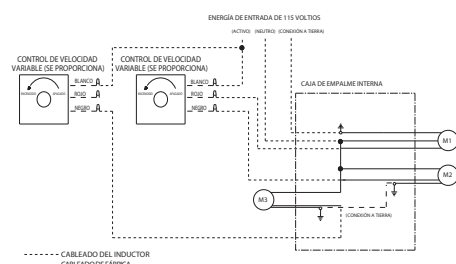 ENERGÍA DE ENTRADA DE 115 VOLTIOS
(ACTIVO) (NEUTRO) (CONEXIÓN A TIERRA)
CONTROL DE VELOCIDAD
VARIABLE (SE PROPORCIONA)
CONTROL DE VELOCIDAD
VARIABLE (SE PROPORCIONA)
BLANCO
ROJO
NEGRO
BLANCO
ROJO
NEGRO
CAJA DE EMPALME INTERNA
M1
M2
M3
(CONEXIÓN A TIERRA)
CABLEADO DEL INDUCTOR
CABLEADO DE FÁBRICA